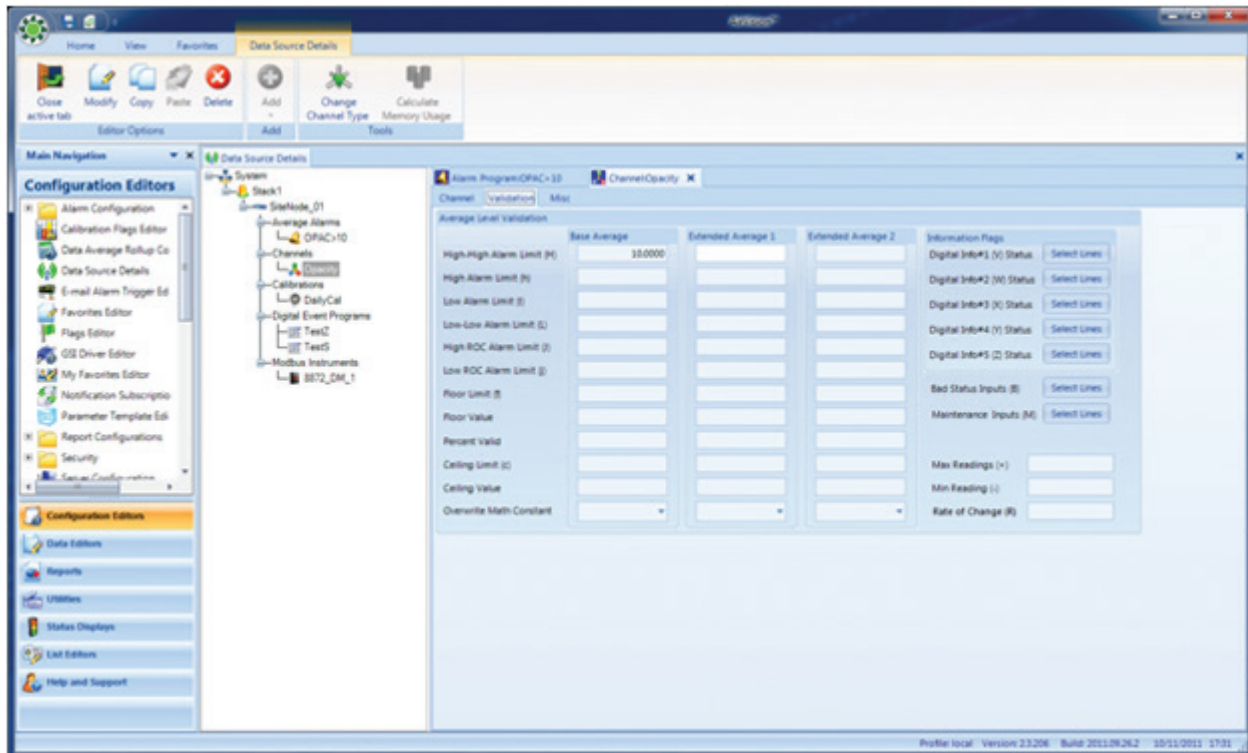 AirVision™
Home View Favorites Data Source Details
Close active tab
Modify
Copy
Paste
Delete
Add
Change Channel Type
Calculate Memory Usage
Editor Options
Add
Tools
Main Navigation
Configuration Editors
Alarm Configuration
Calibration Flags Editor
Data Average Rollup Co
Data Source Details
E-mail Alarm Trigger Ed
Favorites Editor
Flags Editor
GSI Driver Editor
My Favorites Editor
Notification Subscriptio
Parameter Template Edi
Report Configurations
Security
Server Configuration
Configuration Editors
Data Editors
Reports
Utilities
Status Displays
List Editors
Help and Support
Data Source Details
System
Stack1
SiteNode_01
Average Alarms
OPAC>10
Channels
Opacity
Calibrations
DailyCal
Digital Event Programs
TestZ
TestS
Modbus Instruments
8872_DM_1
Alarm Program:OPAC>10
Channel:Opacity
Channel Validation Misc
Average Level Validation
Base Average Extended Average 1 Extended Average 2
High-High Alarm Limit (H) 10.0000
High Alarm Limit (h)
Low Alarm Limit (l)
Low-Low Alarm Limit (L)
High ROC Alarm Limit (J)
Low ROC Alarm Limit (j)
Floor Limit (f)
Floor Value
Percent Valid
Ceiling Limit (c)
Ceiling Value
Overwrite Math Constant
Information Flags
Digital Info#1 (V) Status Select Lines
Digital Info#2 (W) Status Select Lines
Digital Info#3 (X) Status Select Lines
Digital Info#4 (Y) Status Select Lines
Digital Info#5 (Z) Status Select Lines
Bad Status Inputs (B) Select Lines
Maintenance Inputs (M) Select Lines
Max Readings (+)
Min Reading (-)
Rate of Change (R)
Profile: local Version: 2.3.206 Build: 2011.09.26.2 10/11/2011 17:31